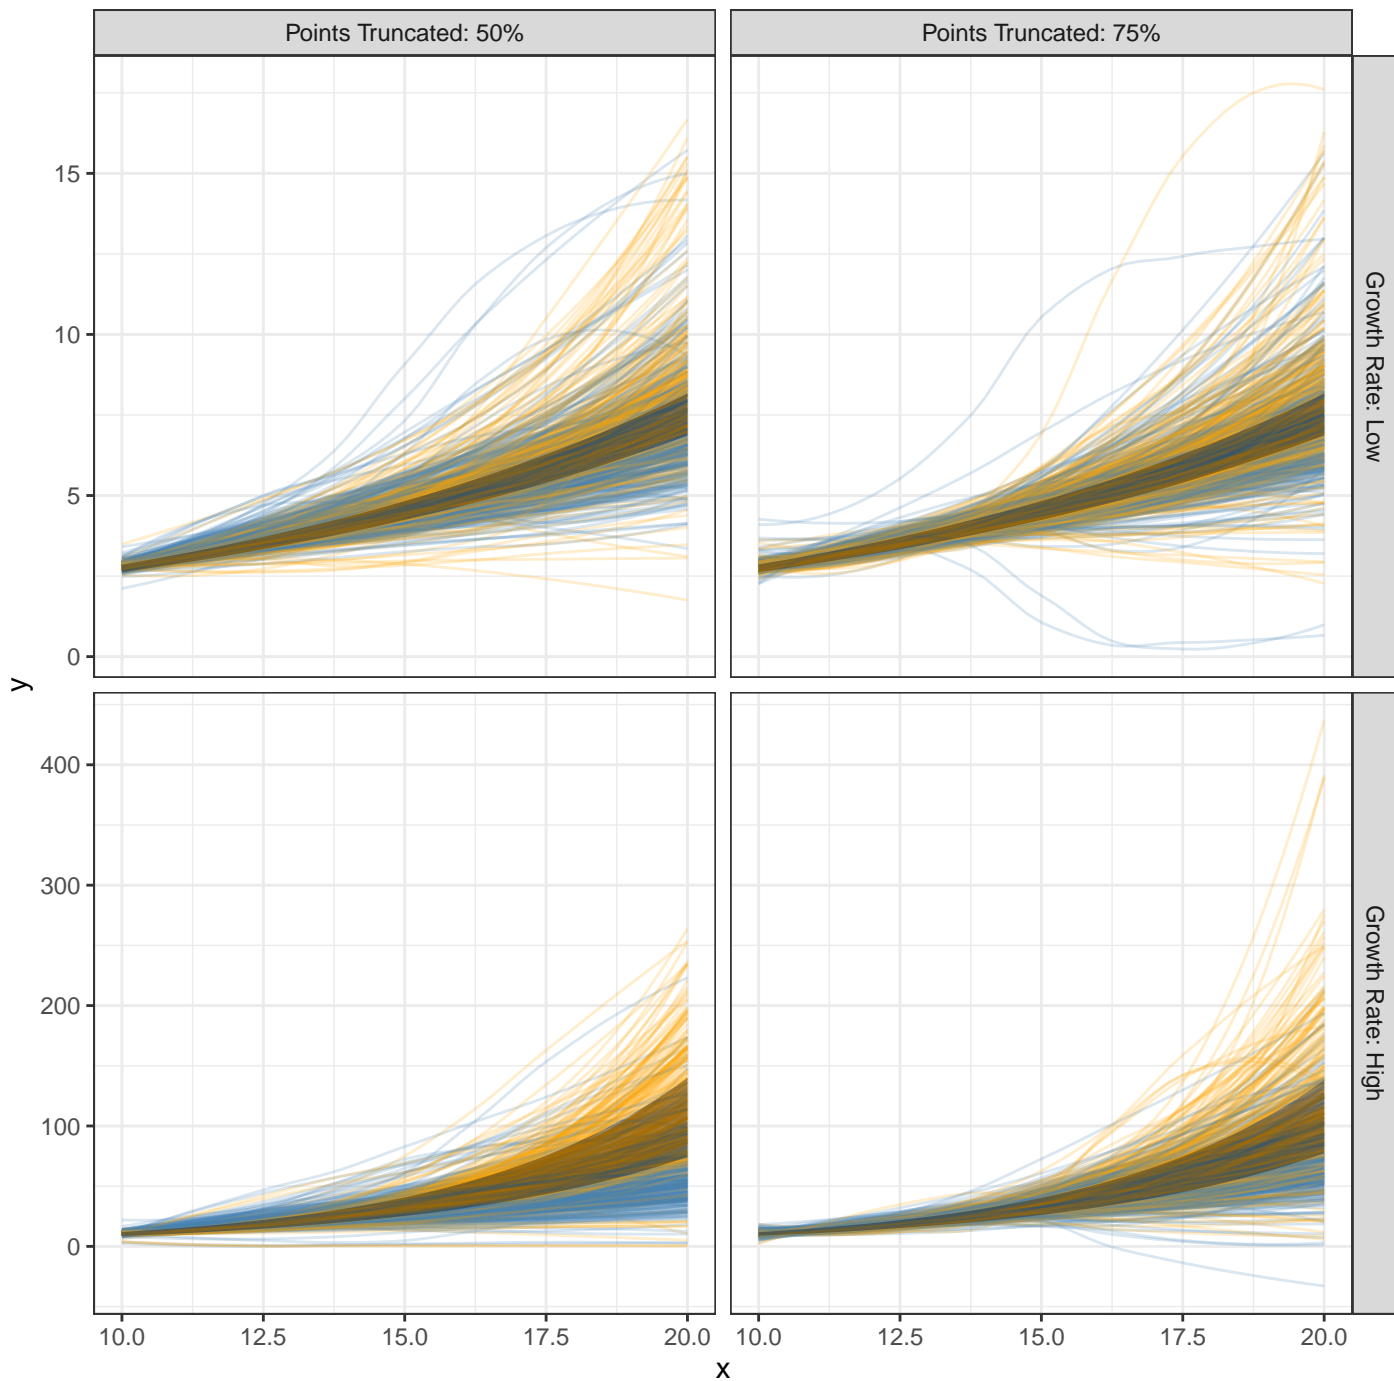 Points Truncated: 50%
Points Truncated: 75%
15
10
5
0
Growth Rate: Low
y
400
300
200
100
0
Growth Rate: High
10.0 12.5 15.0 17.5 20.0 10.0 12.5 15.0 17.5 20.0
x